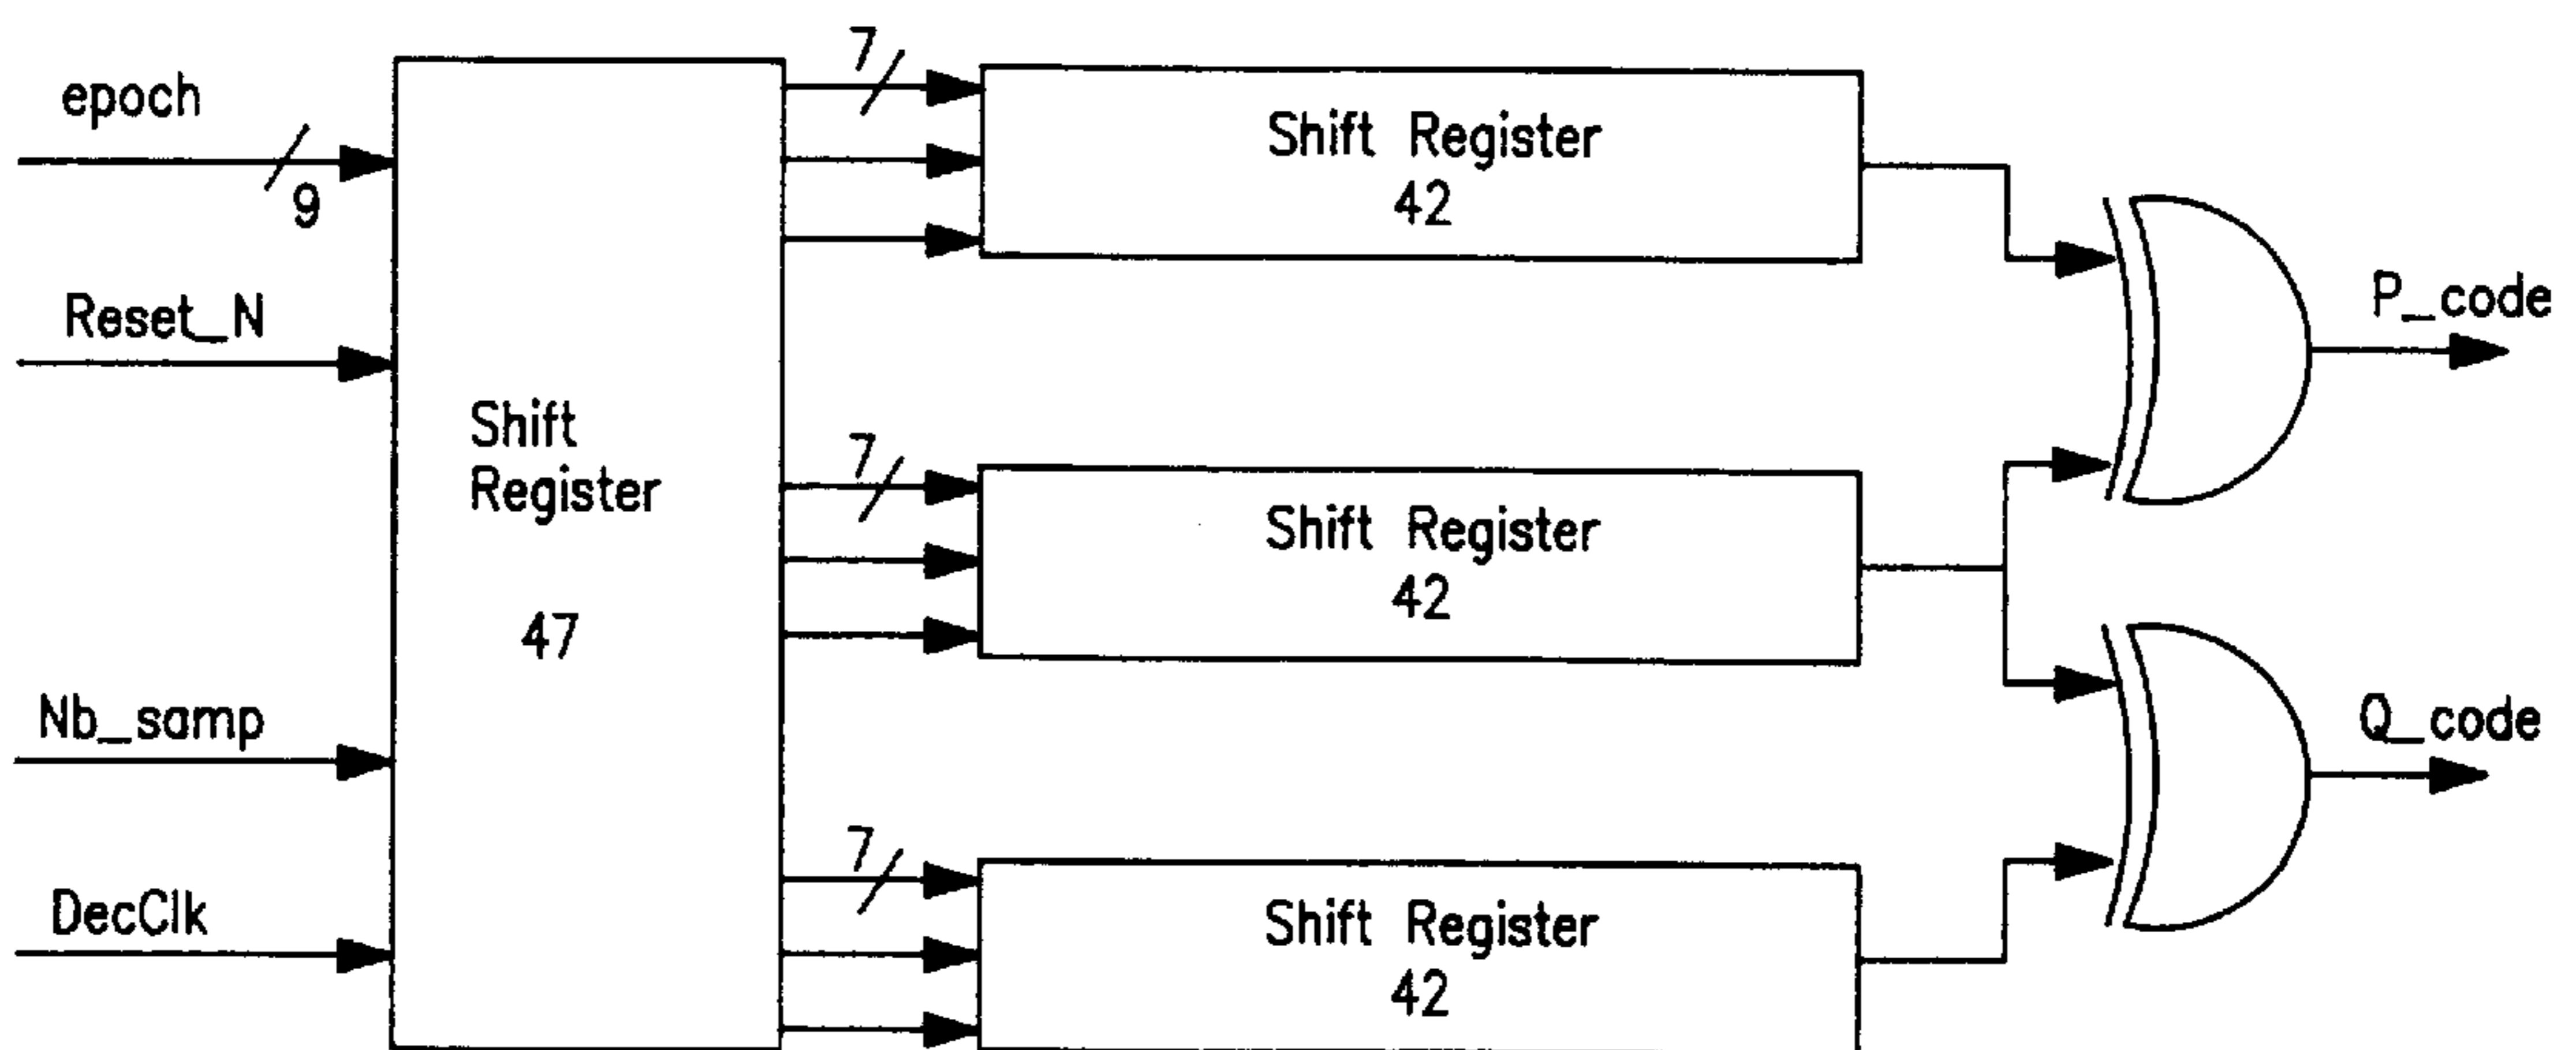 epoch
9
Reset_N
Nb_samp
DecClk
Shift
Register
47
7
Shift Register
42
7
Shift Register
42
7
Shift Register
42
P_code
Q_code